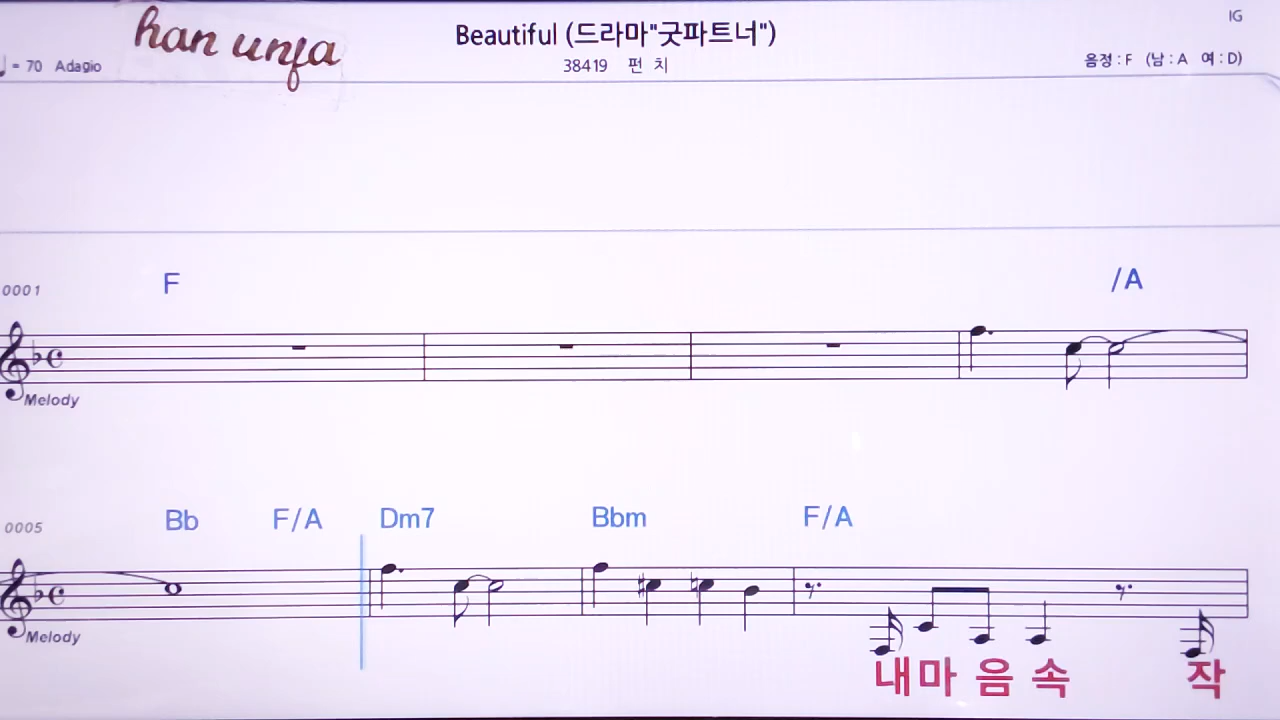 IG
han unfa
Beautiful (드라마"굿파트너")
= 70 Adagio
38419 펀 치
음정 : F (남 : A 여 : D)
0001
F
/A
Melody
0005
Bb F/A Dm7 Bbm F/A
Melody
내 마 음 속 작